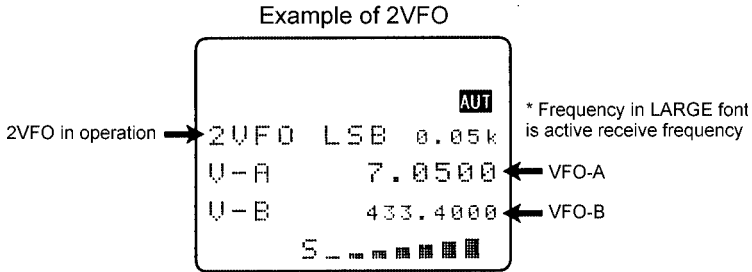 Example of 2VFO
AUT
* Frequency in LARGE font
is active receive frequency
2VFO in operation
2VFO LSB 0.05k
V-A 7.0500
VFO-A
V-B 433.4000
VFO-B
S